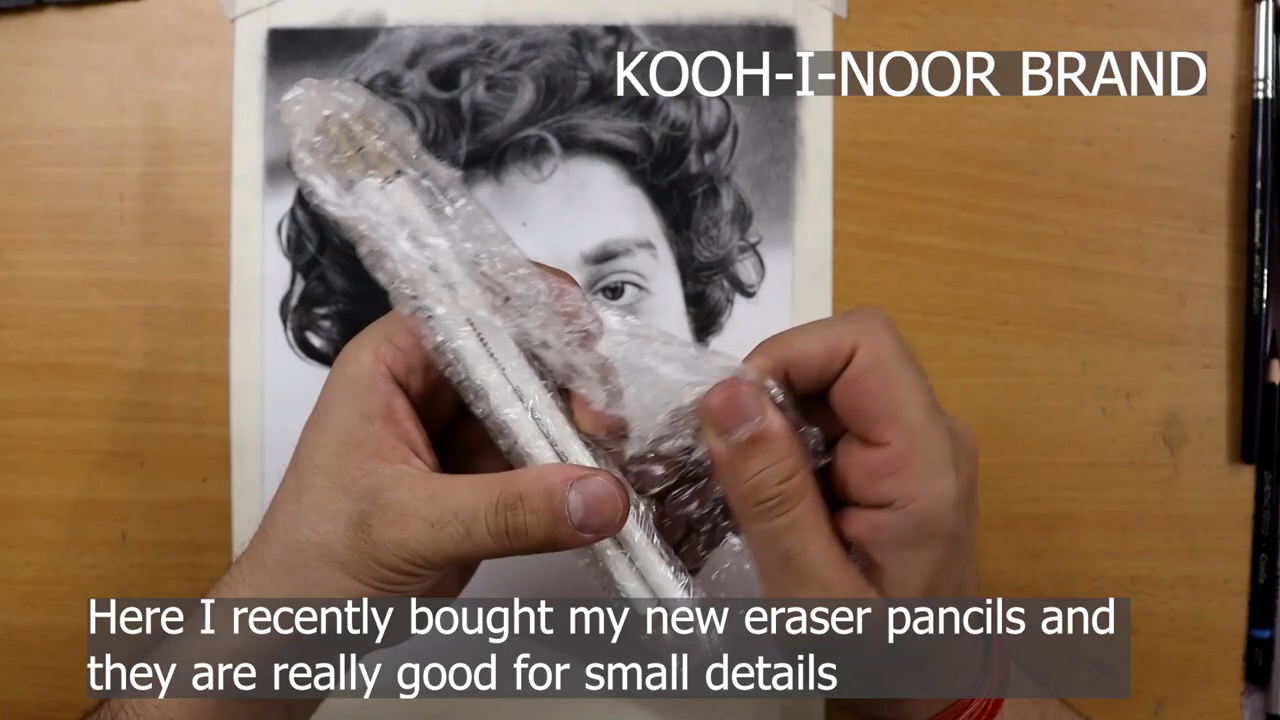 KOOH-I-NOOR BRAND
Here I recently bought my new eraser pancils and
they are really good for small details